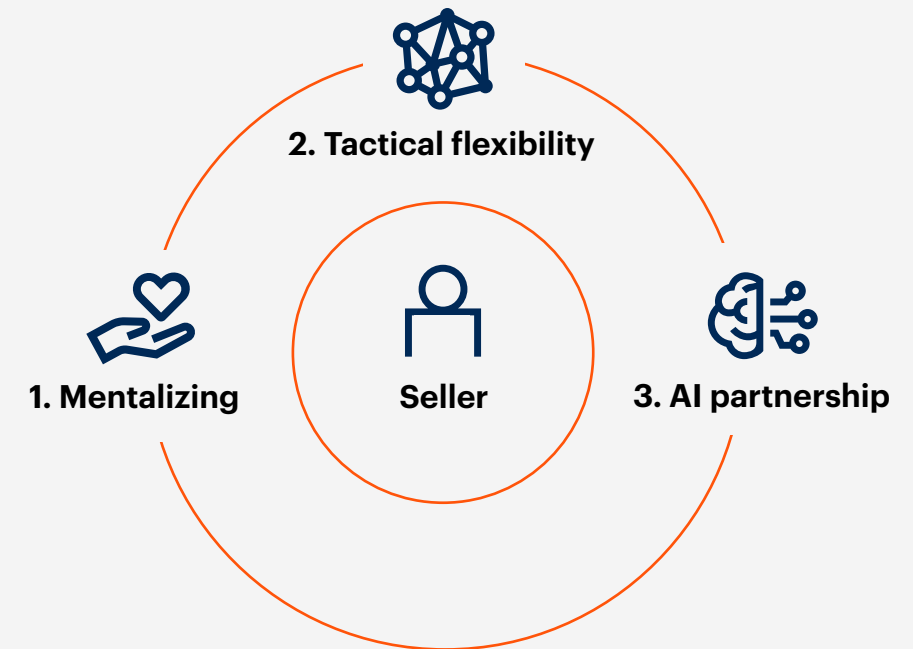 2. Tactical flexibility
1. Mentalizing
Seller
3. AI partnership